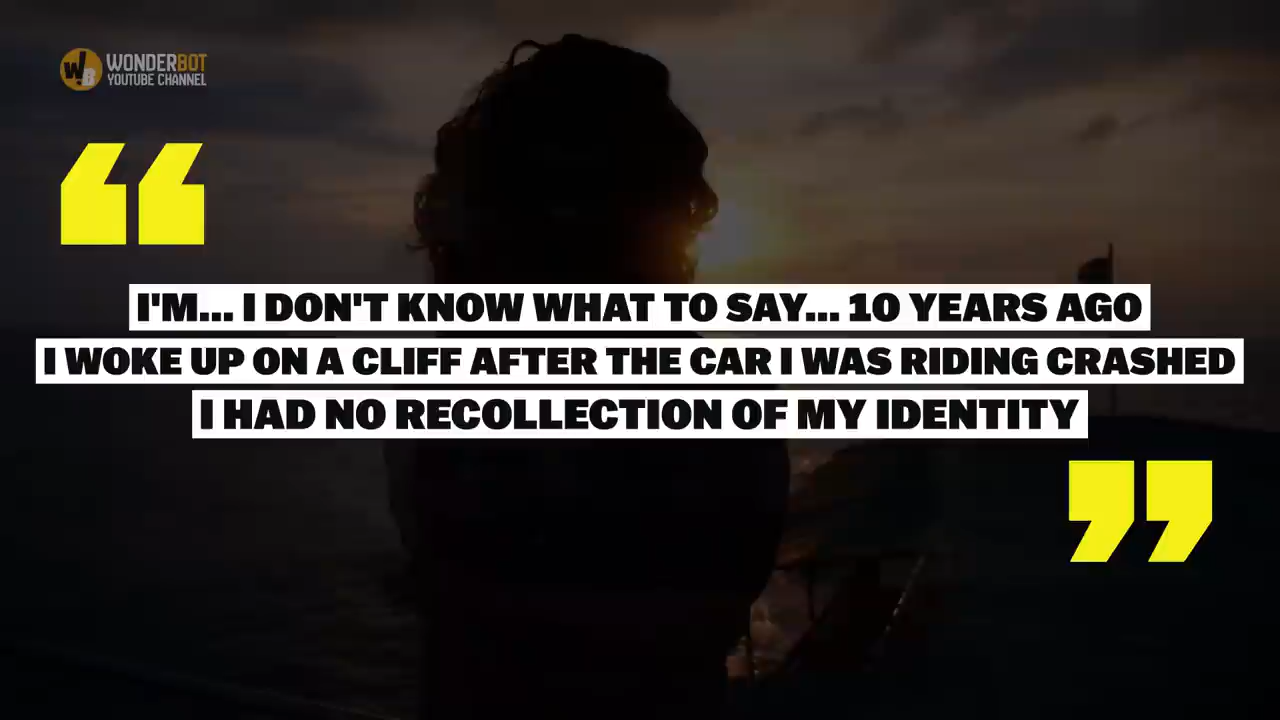 WONDERBOT
YOUTUBE CHANNEL
“
I'M... I DON'T KNOW WHAT TO SAY... 10 YEARS AGO
I WOKE UP ON A CLIFF AFTER THE CAR I WAS RIDING CRASHED
I HAD NO RECOLLECTION OF MY IDENTITY
”